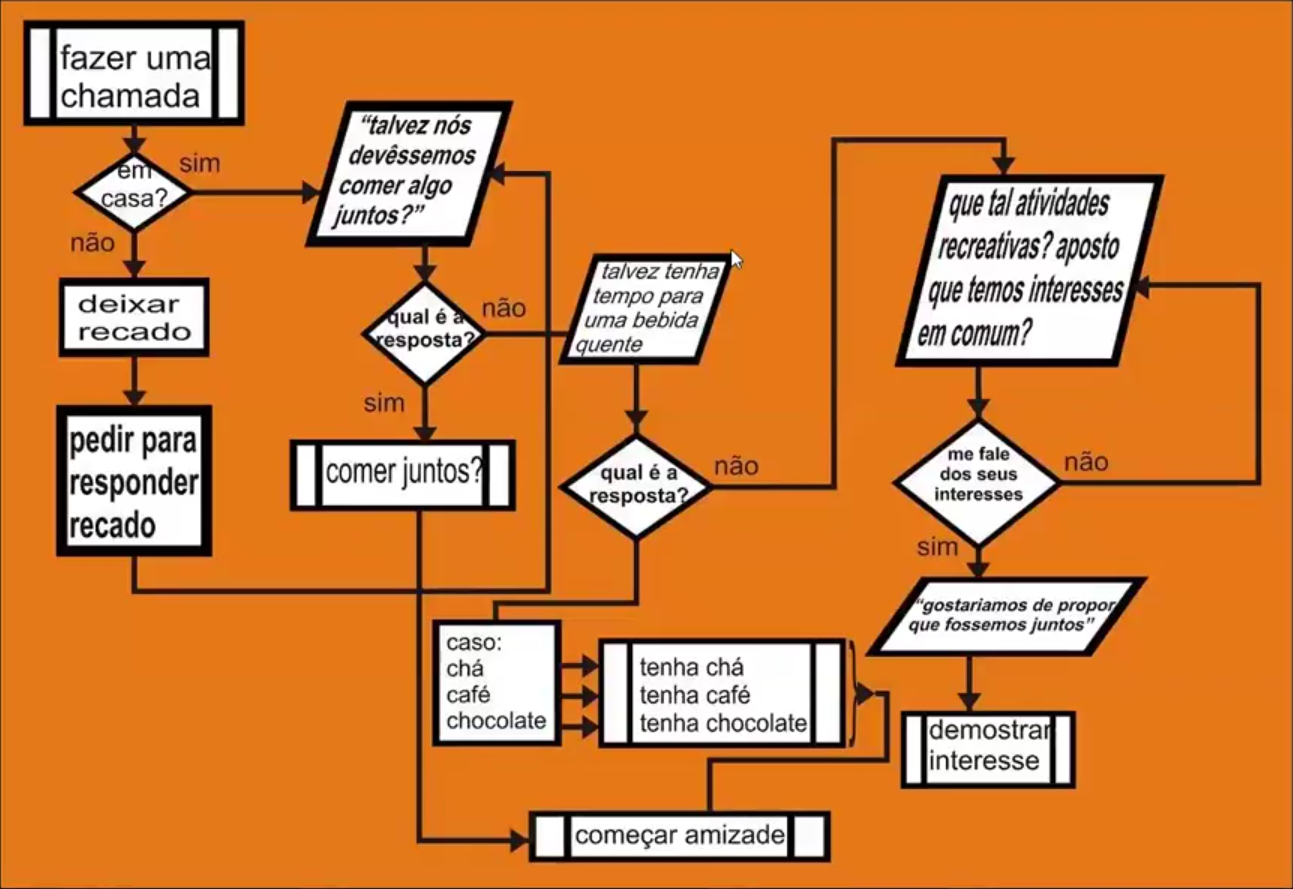 fazer uma
chamada
em
casa?
sim
não
deixar
recado
pedir para
responder
recado
“talvez nós
devêssemos
comer algo
juntos?”
qual é a
resposta?
não
sim
comer juntos?
talvez tenha
tempo para
uma bebida
quente
qual é a
resposta?
não
caso:
chá
café
chocolate
tenha chá
tenha café
tenha chocolate
começar amizade
que tal atividades
recreativas? aposto
que temos interesses
em comum?
me fale
dos seus
interesses
não
sim
“gostariamos de propor
que fossemos juntos”
demostrar
interesse